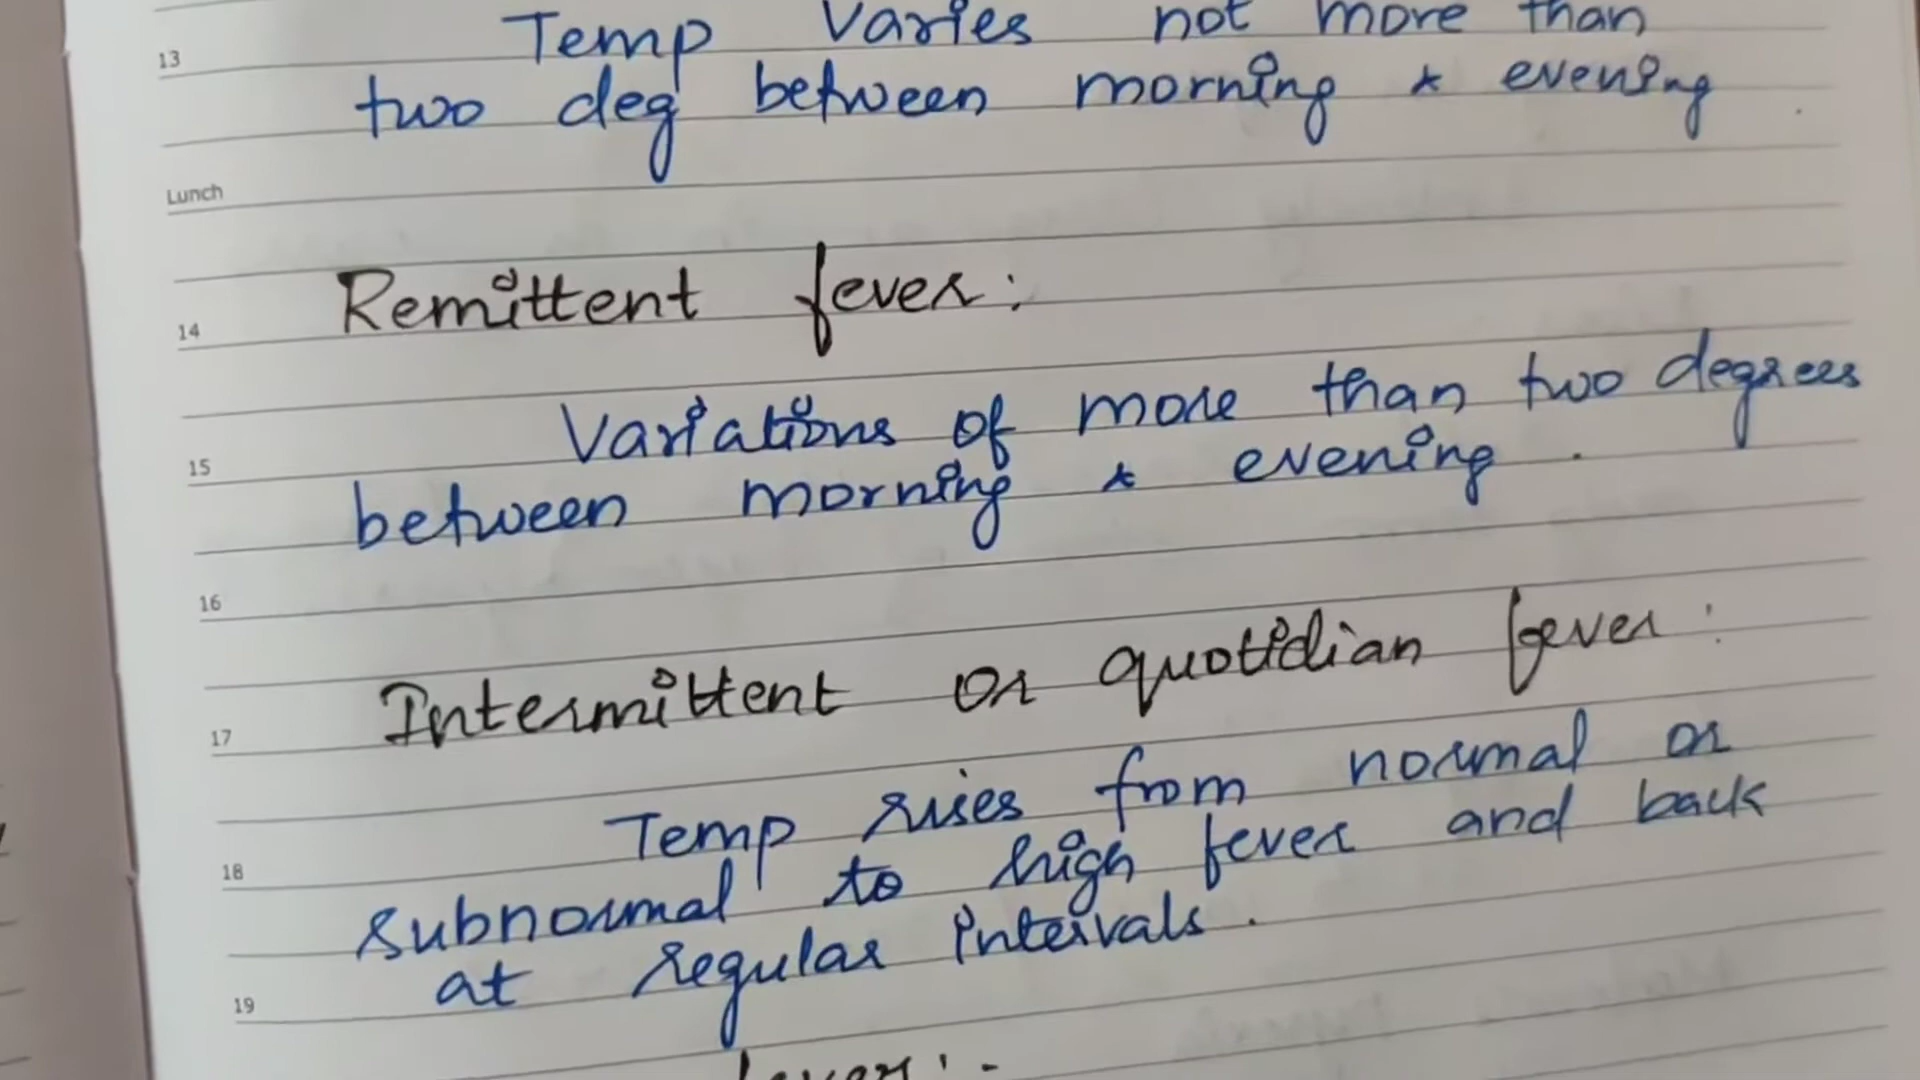 Temp varies not more than
13
two deg between morning & evening .
Lunch
Remittent fever :
14
Variations of more than two degrees
15
between morning & evening .
16
Intermittent or quotidian fever :
17
Temp rises from normal or
18
subnormal to high fever and back
at regular intervals .
19
fever : -